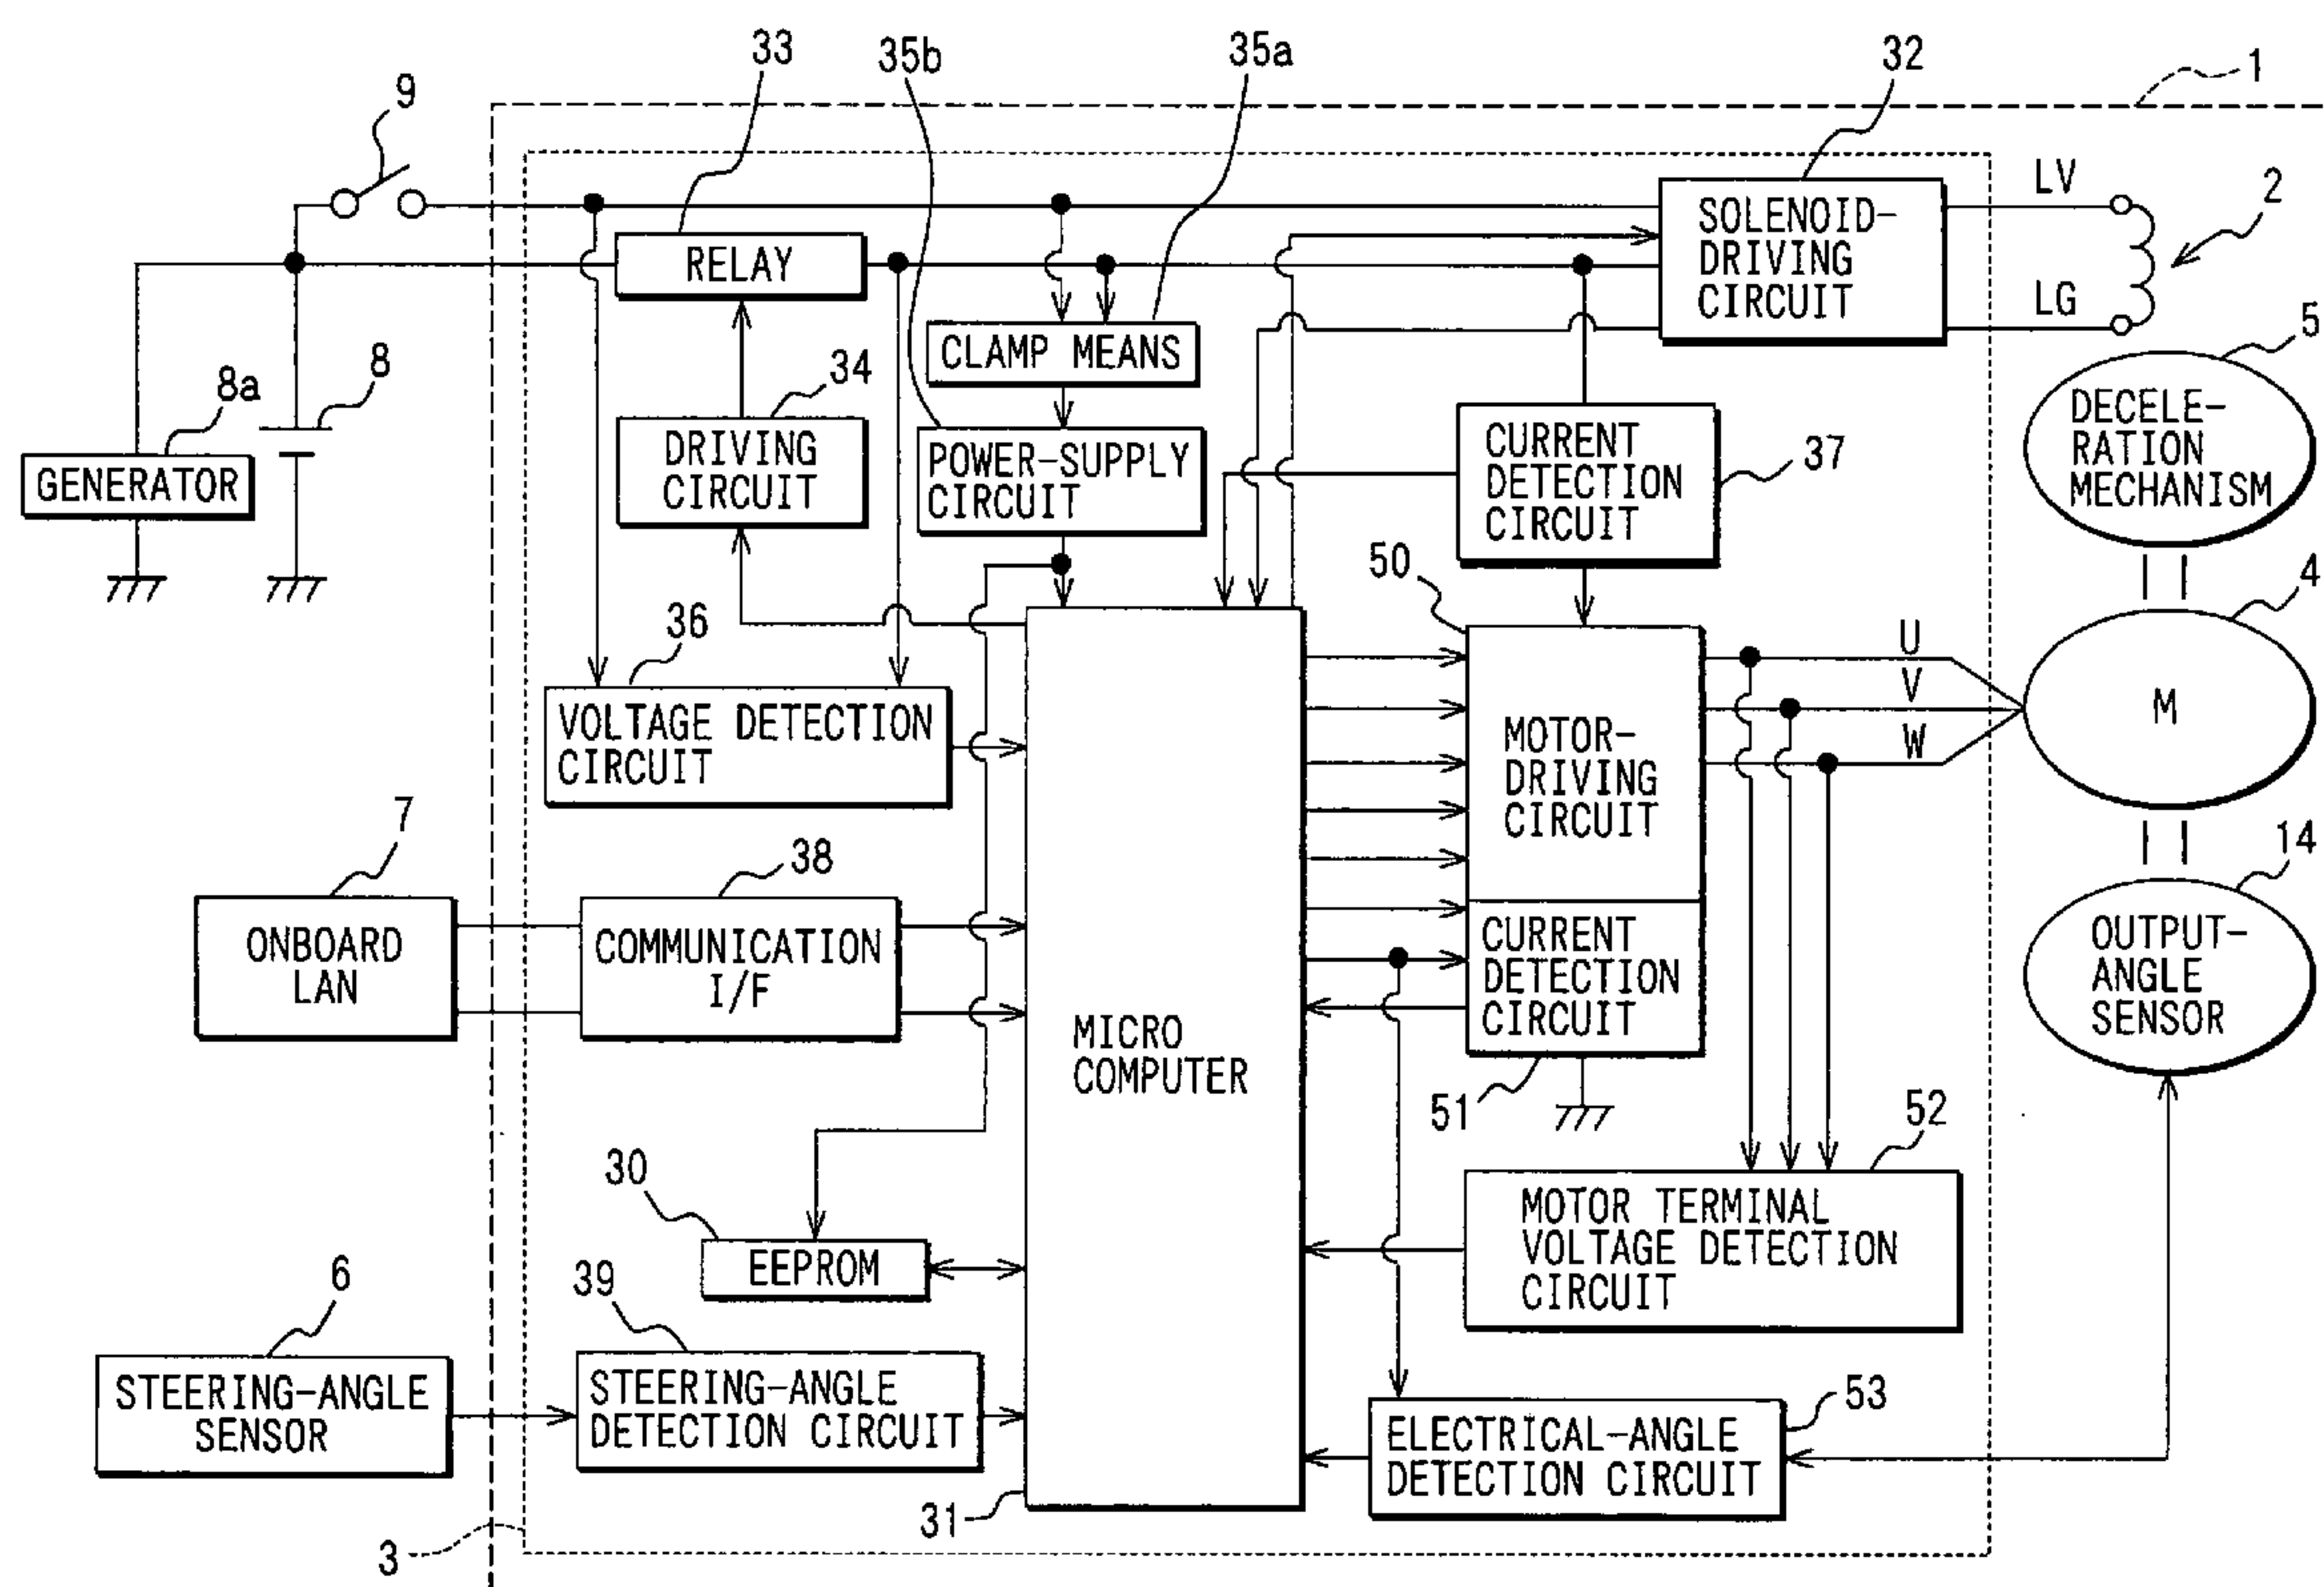 33
35b
35a
32
1
9
LV
2
SOLENOID-
DRIVING
CIRCUIT
RELAY
LG
5
CLAMP MEANS
8
34
8a
DECELE-
RATION
MECHANISM
CURRENT
DETECTION
CIRCUIT
37
DRIVING
CIRCUIT
POWER-SUPPLY
CIRCUIT
GENERATOR
50
4
36
U
V
W
M
VOLTAGE DETECTION
CIRCUIT
MOTOR-
DRIVING
CIRCUIT
7
38
14
ONBOARD
LAN
COMMUNICATION
I/F
CURRENT
DETECTION
CIRCUIT
OUTPUT-
ANGLE
SENSOR
MICRO
COMPUTER
51
52
30
MOTOR TERMINAL
VOLTAGE DETECTION
CIRCUIT
EEPROM
6
39
STEERING-ANGLE
SENSOR
STEERING-ANGLE
DETECTION CIRCUIT
53
ELECTRICAL-ANGLE
DETECTION CIRCUIT
31
3